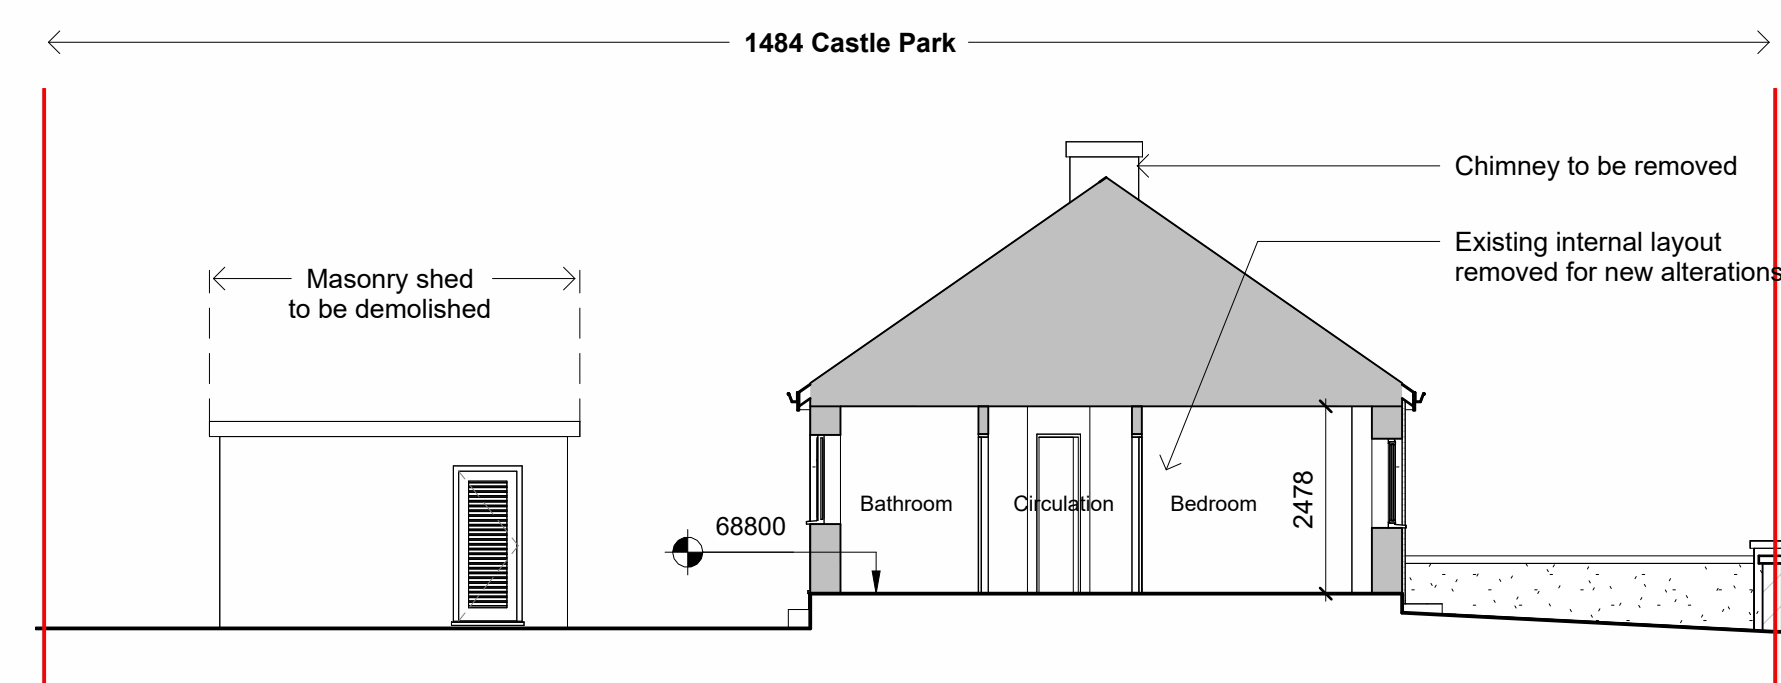 1484 Castle Park
Chimney to be removed
Existing internal layout
removed for new alterations
Masonry shed
to be demolished
Bathroom
Circulation
Bedroom
2478
68800